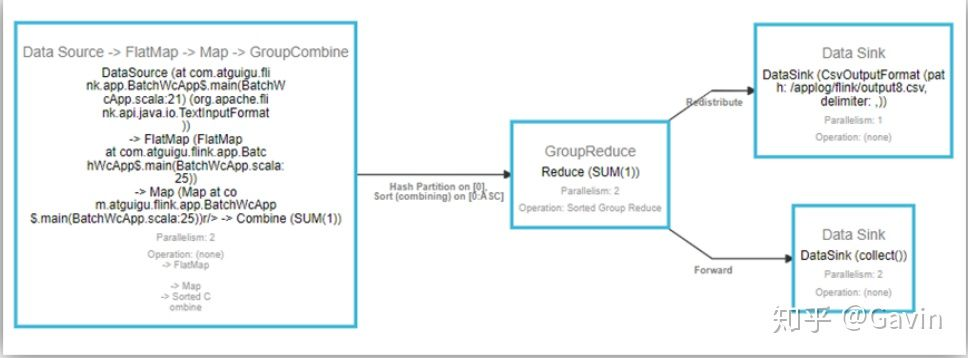 Data Source -> FlatMap -> Map -> GroupCombine
DataSource (at com.atguigu.fli
nk.app.BatchWcApp$.main(BatchW
cApp.scala:21) (org.apache.fli
nk.api.java.io.TextInputFormat
))
-> FlatMap (FlatMap
at com.atguigu.flink.app.Batc
hWcApp$.main(BatchWcApp.scala:
25))
-> Map (Map at co
m.atguigu.flink.app.BatchWcApp
$.main(BatchWcApp.scala:25))r/> -> Combine (SUM(1))
Parallelism: 2
Operation: (none)
-> FlatMap
-> Map
-> Sorted C
ombine
Hash Partition on [0],
Sort (combining) on [0:ASC]
GroupReduce
Reduce (SUM(1))
Parallelism: 2
Operation: Sorted Group Reduce
Redistribute
Data Sink
DataSink (CsvOutputFormat (pat
h: /applog/flink/output8.csv,
delimiter: ,))
Parallelism: 1
Operation: (none)
Forward
Data Sink
DataSink (collect())
Parallelism: 2
Operation: (none)
知乎 @Gavin